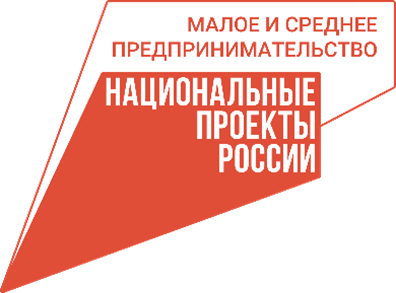 МАЛОЕ И СРЕДНЕЕ
ПРЕДПРИНИМАТЕЛЬСТВО
НАЦИОНАЛЬНЫЕ
ПРОЕКТЫ
РОССИИ